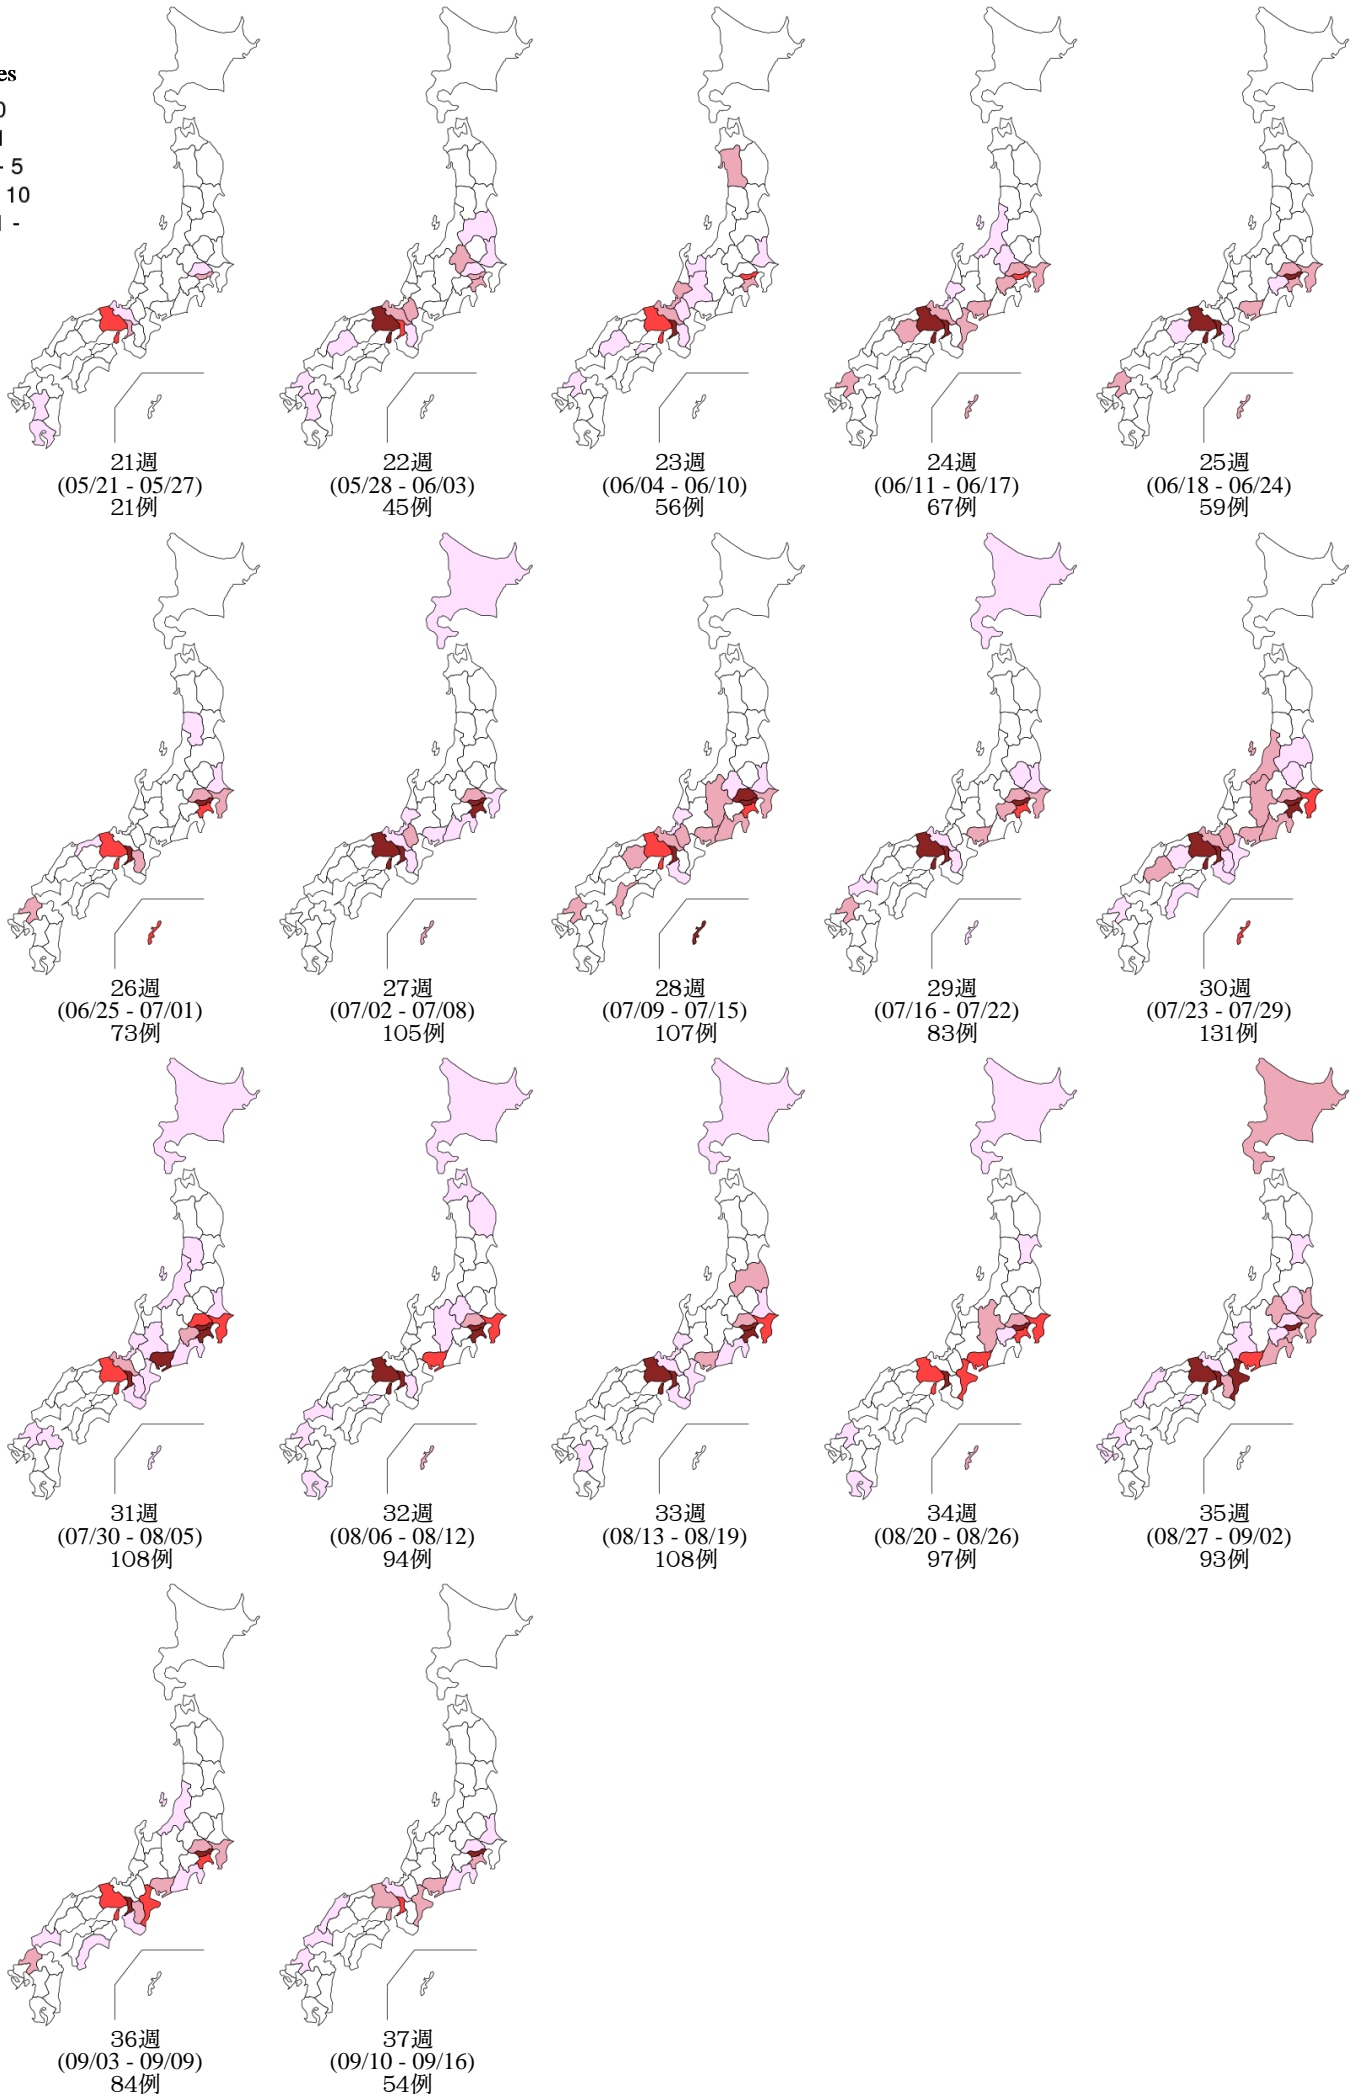 es
0
1
- 5
10
1 -
21週
(05/21 - 05/27)
21例
22週
(05/28 - 06/03)
45例
23週
(06/04 - 06/10)
56例
24週
(06/11 - 06/17)
67例
25週
(06/18 - 06/24)
59例
26週
(06/25 - 07/01)
73例
27週
(07/02 - 07/08)
105例
28週
(07/09 - 07/15)
107例
29週
(07/16 - 07/22)
83例
30週
(07/23 - 07/29)
131例
31週
(07/30 - 08/05)
108例
32週
(08/06 - 08/12)
94例
33週
(08/13 - 08/19)
108例
34週
(08/20 - 08/26)
97例
35週
(08/27 - 09/02)
93例
36週
(09/03 - 09/09)
84例
37週
(09/10 - 09/16)
54例